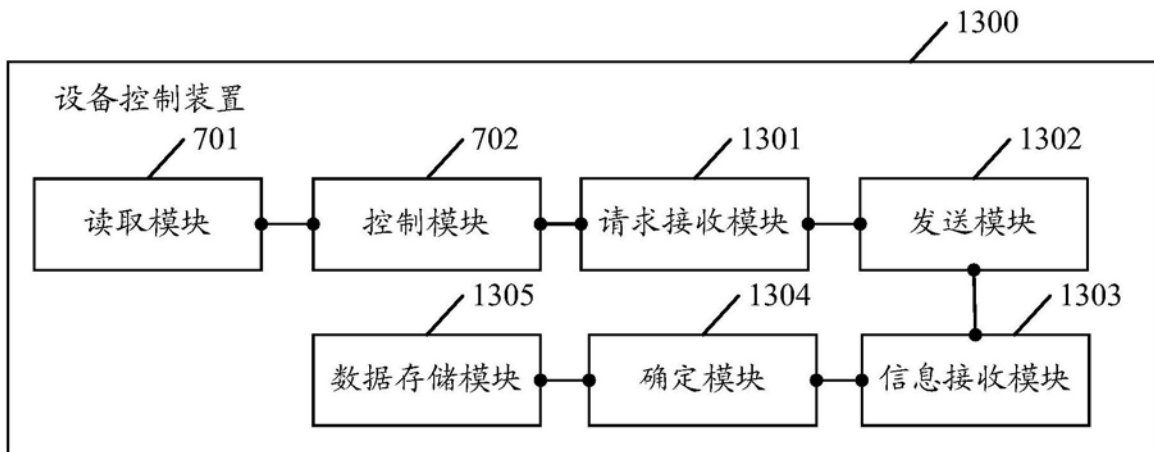 1300
设备控制装置
701
702
1301
1302
读取模块
控制模块
请求接收模块
发送模块
1305
1304
1303
数据存储模块
确定模块
信息接收模块